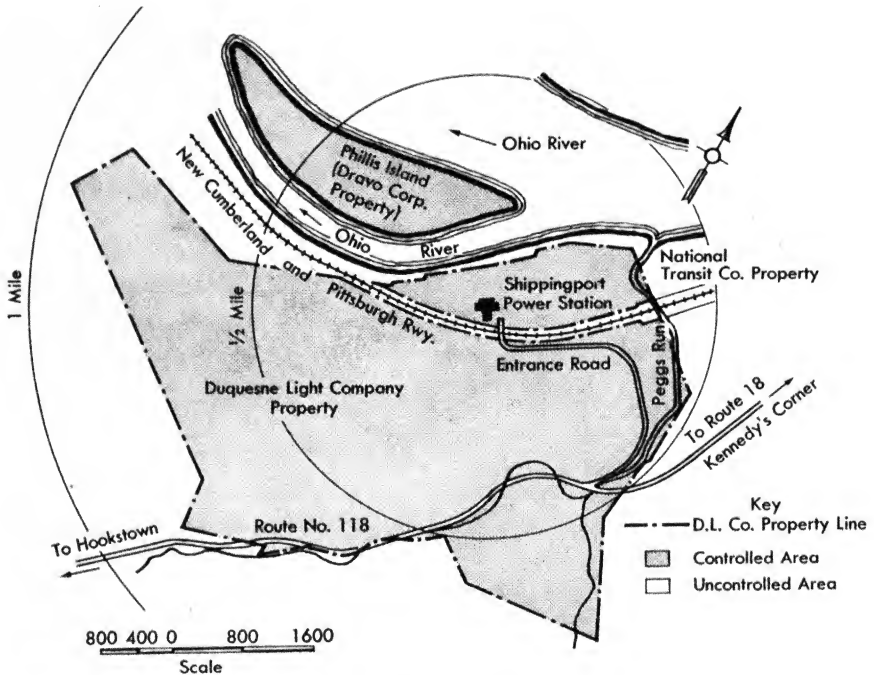 Ohio River
Phillis Island
(Dravo Corp.
Property)
New Cumberland and Pittsburgh Rwy.
Ohio River
National
Transit Co. Property
Shippingport
Power Station
1 Mile
1/2 Mile
Entrance Road
Peggs Run
Duquesne Light Company
Property
To Route 18
Kennedy's Corner
Route No. 118
To Hookstown
Key
D.L. Co. Property Line
Controlled Area
Uncontrolled Area
800 400 0 800 1600
Scale